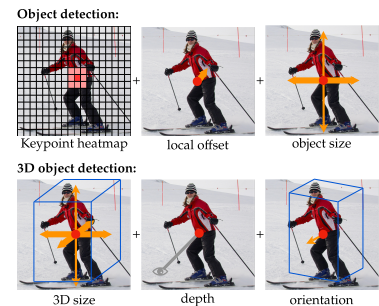 Object detection:
+ +
Keypoint heatmap local offset object size
3D object detection:
+ +
3D size depth orientation